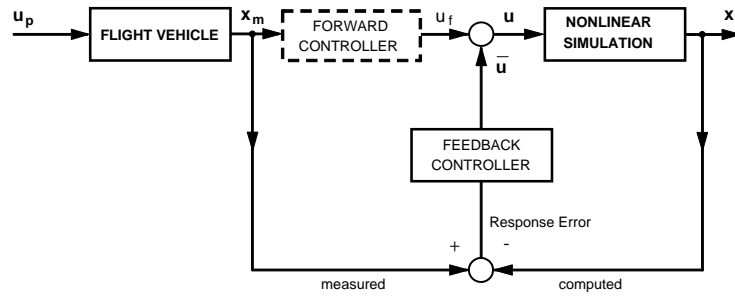 u_p
FLIGHT VEHICLE
x_m
FORWARD
CONTROLLER
u_f
u
NONLINEAR
SIMULATION
x
u̅
FEEDBACK
CONTROLLER
Response Error
+
-
measured
computed